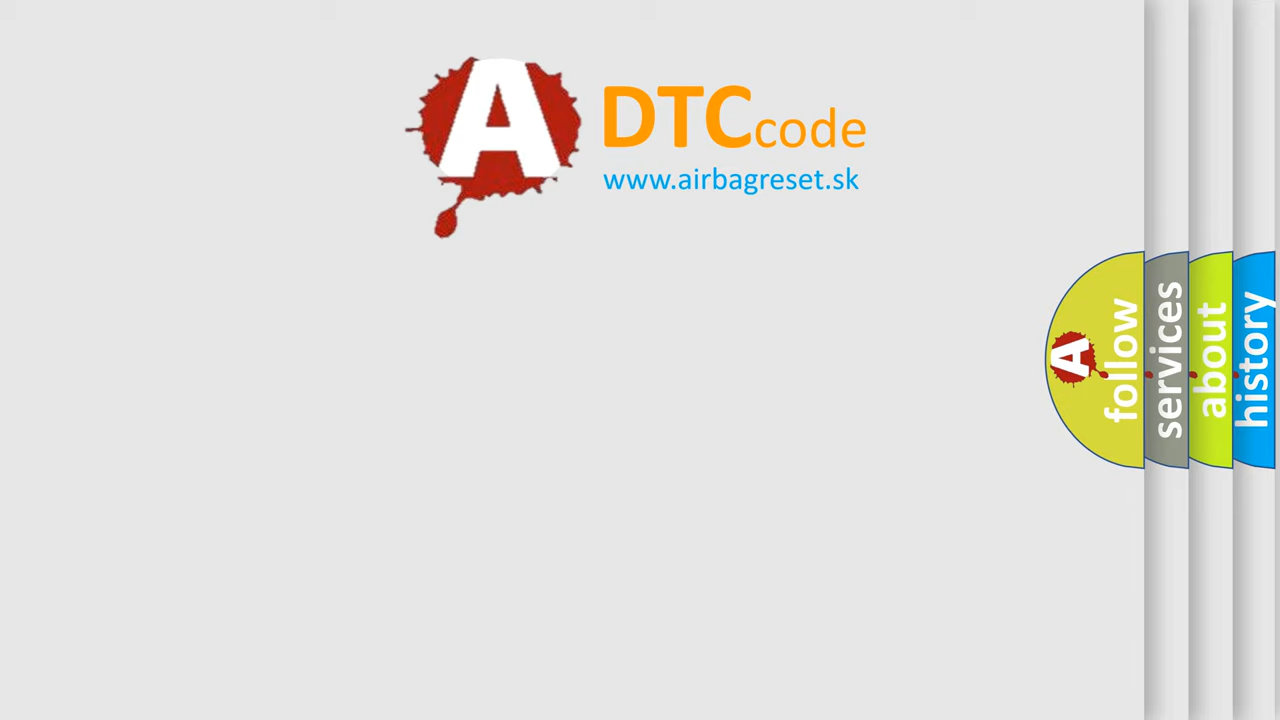 A DTCcode
www.airbagreset.sk
A follow
services
about
history